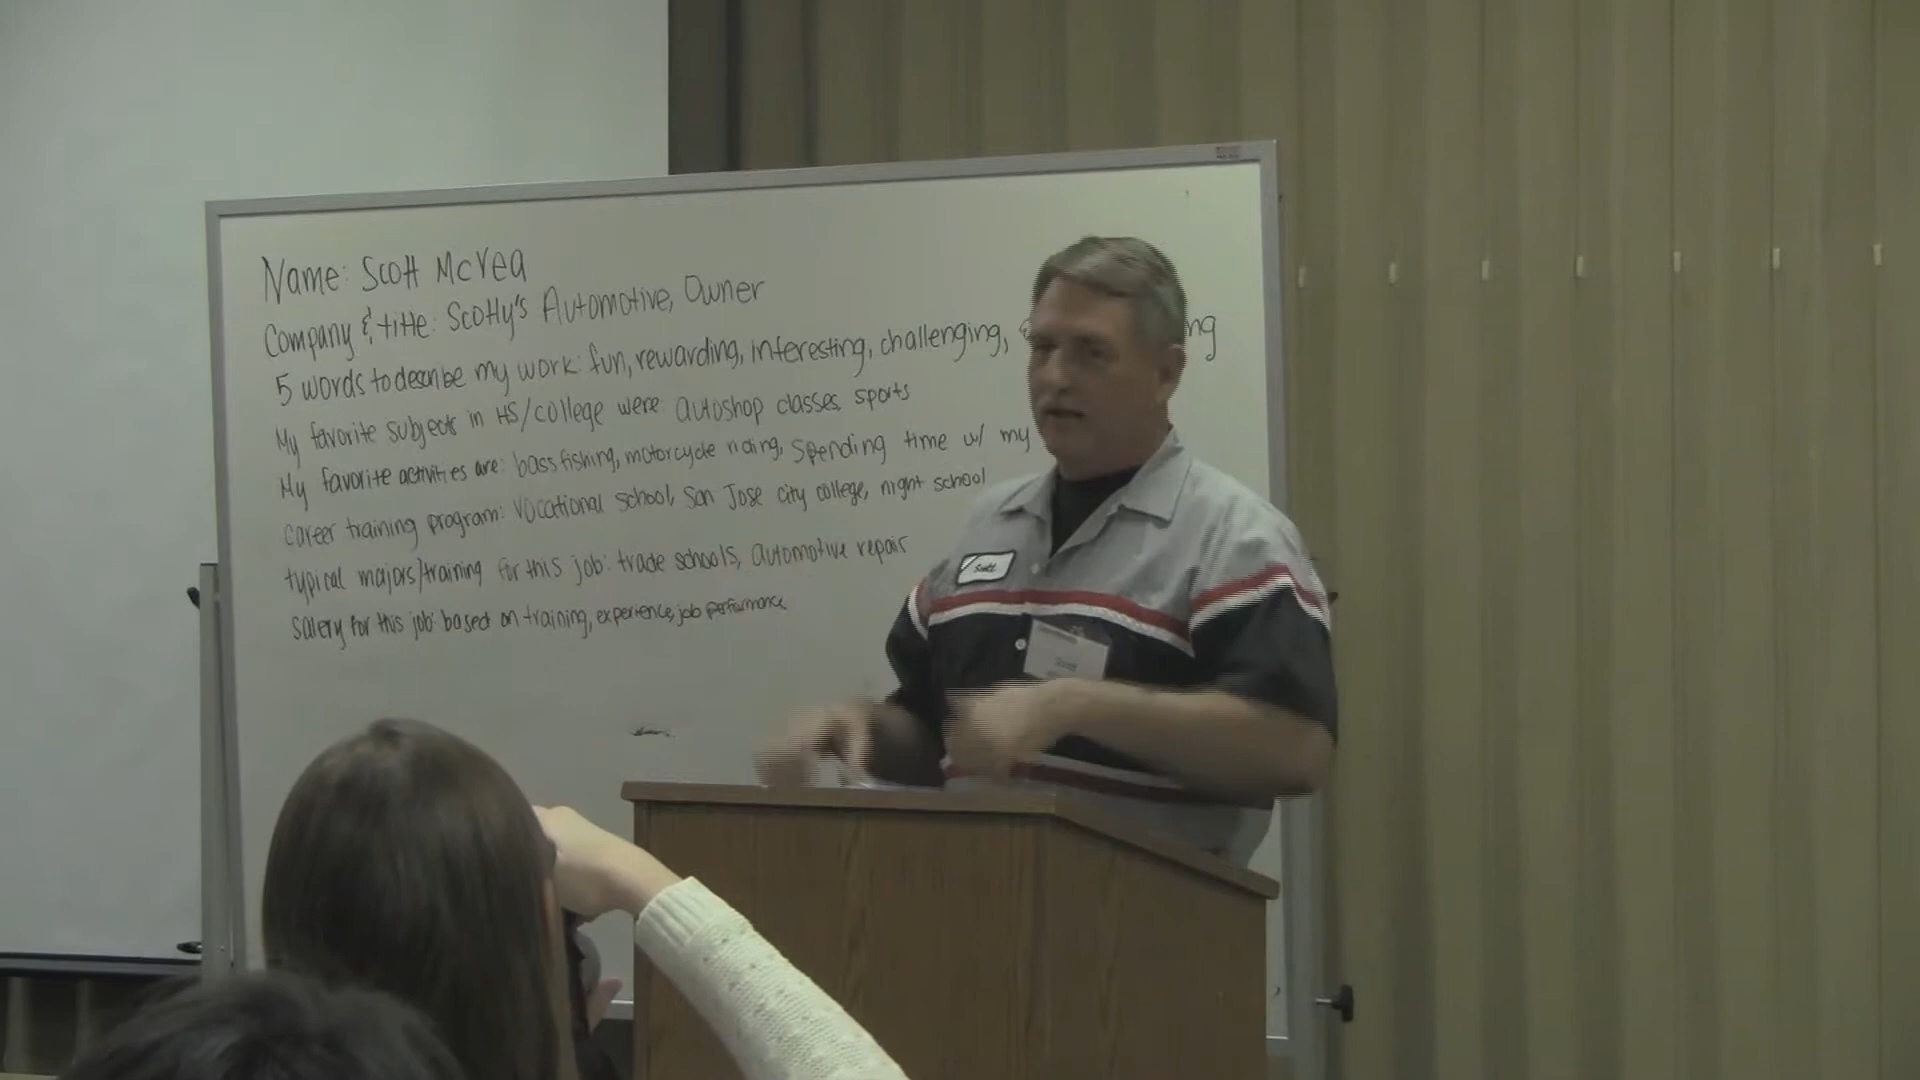 Name: Scott McVea
Company & title: Scotty's Automotive, Owner
5 words to describe my work: fun, rewarding, interesting, challenging, ng
My favorite subjects in HS/college were: autoshop classes, sports
My favorite activities are: bass fishing, motorcycle riding, spending time w/ my
career training program: vocational school, San Jose city college, night school
typical majors/training for this job: trade schools, automotive repair
salery for this job: based on training, experience, job performance
Scott